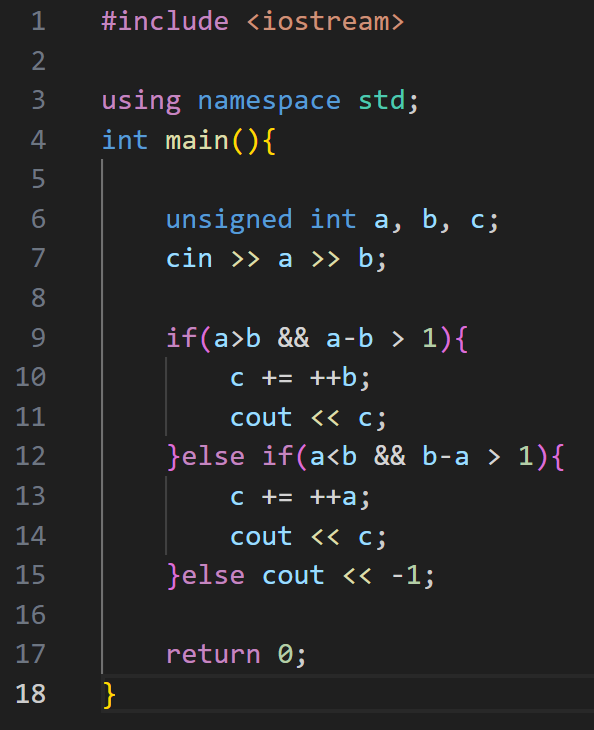 1 #include <iostream>
2
3 using namespace std;
4 int main(){
5
6     unsigned int a, b, c;
7     cin >> a >> b;
8
9     if(a>b && a-b > 1){
10         c += ++b;
11         cout << c;
12     }else if(a<b && b-a > 1){
13         c += ++a;
14         cout << c;
15     }else cout << -1;
16
17     return 0;
18 }